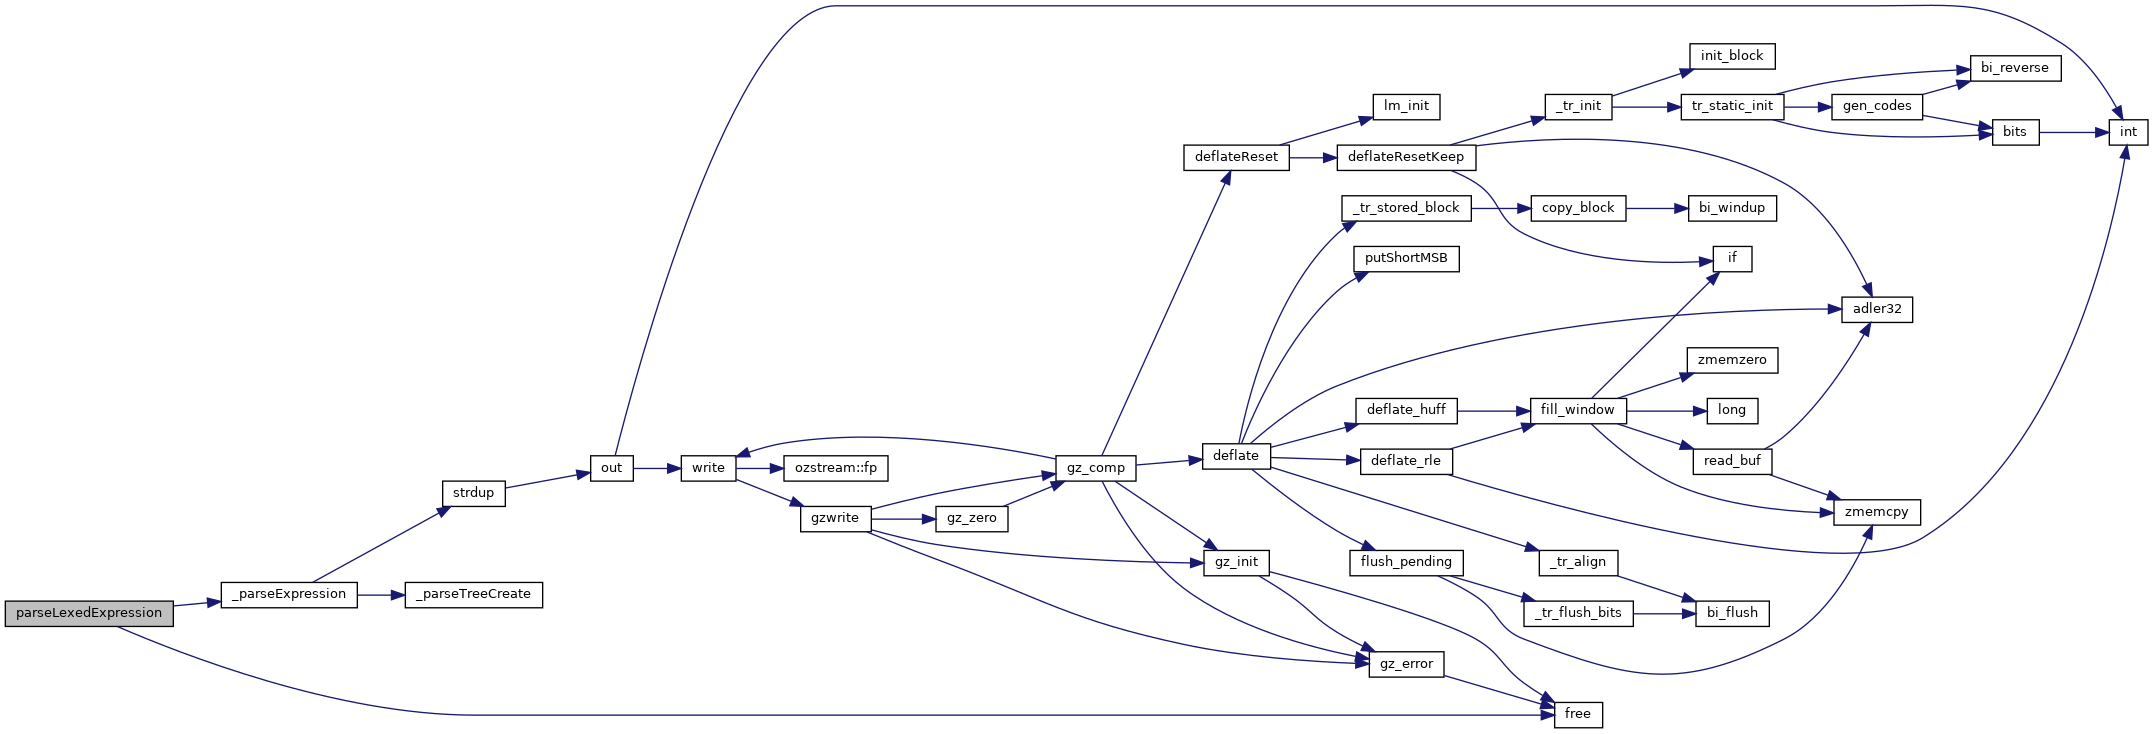 parseLexedExpression
_parseExpression
strdup
_parseTreeCreate
out
write
ozstream::fp
gzwrite
gz_zero
gz_comp
deflateReset
deflate
gz_init
lm_init
deflateResetKeep
_tr_stored_block
putShortMSB
deflate_huff
deflate_rle
flush_pending
gz_error
_tr_init
copy_block
fill_window
_tr_align
_tr_flush_bits
free
init_block
tr_static_init
bi_windup
if
zmemzero
long
read_buf
bi_flush
gen_codes
adler32
zmemcpy
bi_reverse
bits
int